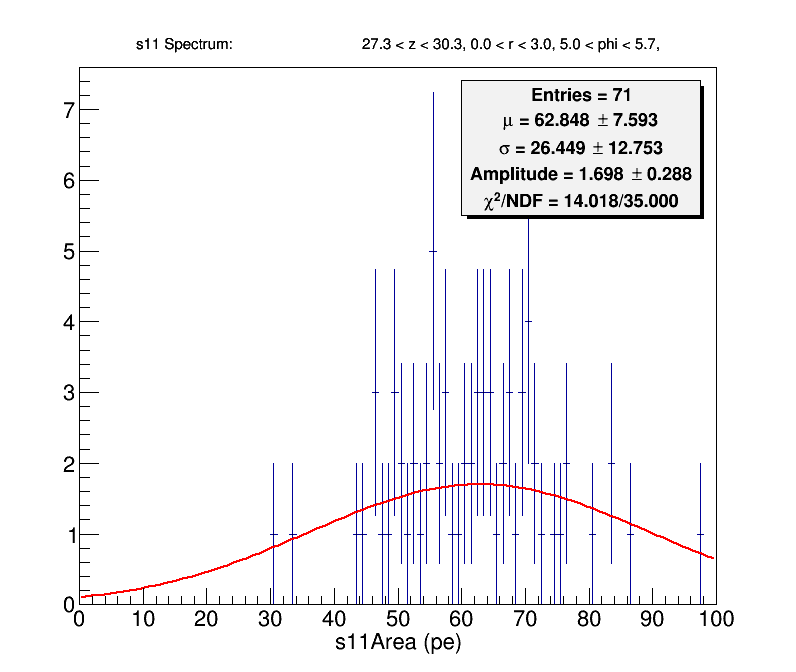 s11 Spectrum: 27.3 < z < 30.3, 0.0 < r < 3.0, 5.0 < phi < 5.7,
Entries = 71
μ = 62.848 ± 7.593
σ = 26.449 ± 12.753
Amplitude = 1.698 ± 0.288
χ²/NDF = 14.018/35.000
7
6
5
4
3
2
1
0
0 10 20 30 40 50 60 70 80 90 100
s11Area (pe)